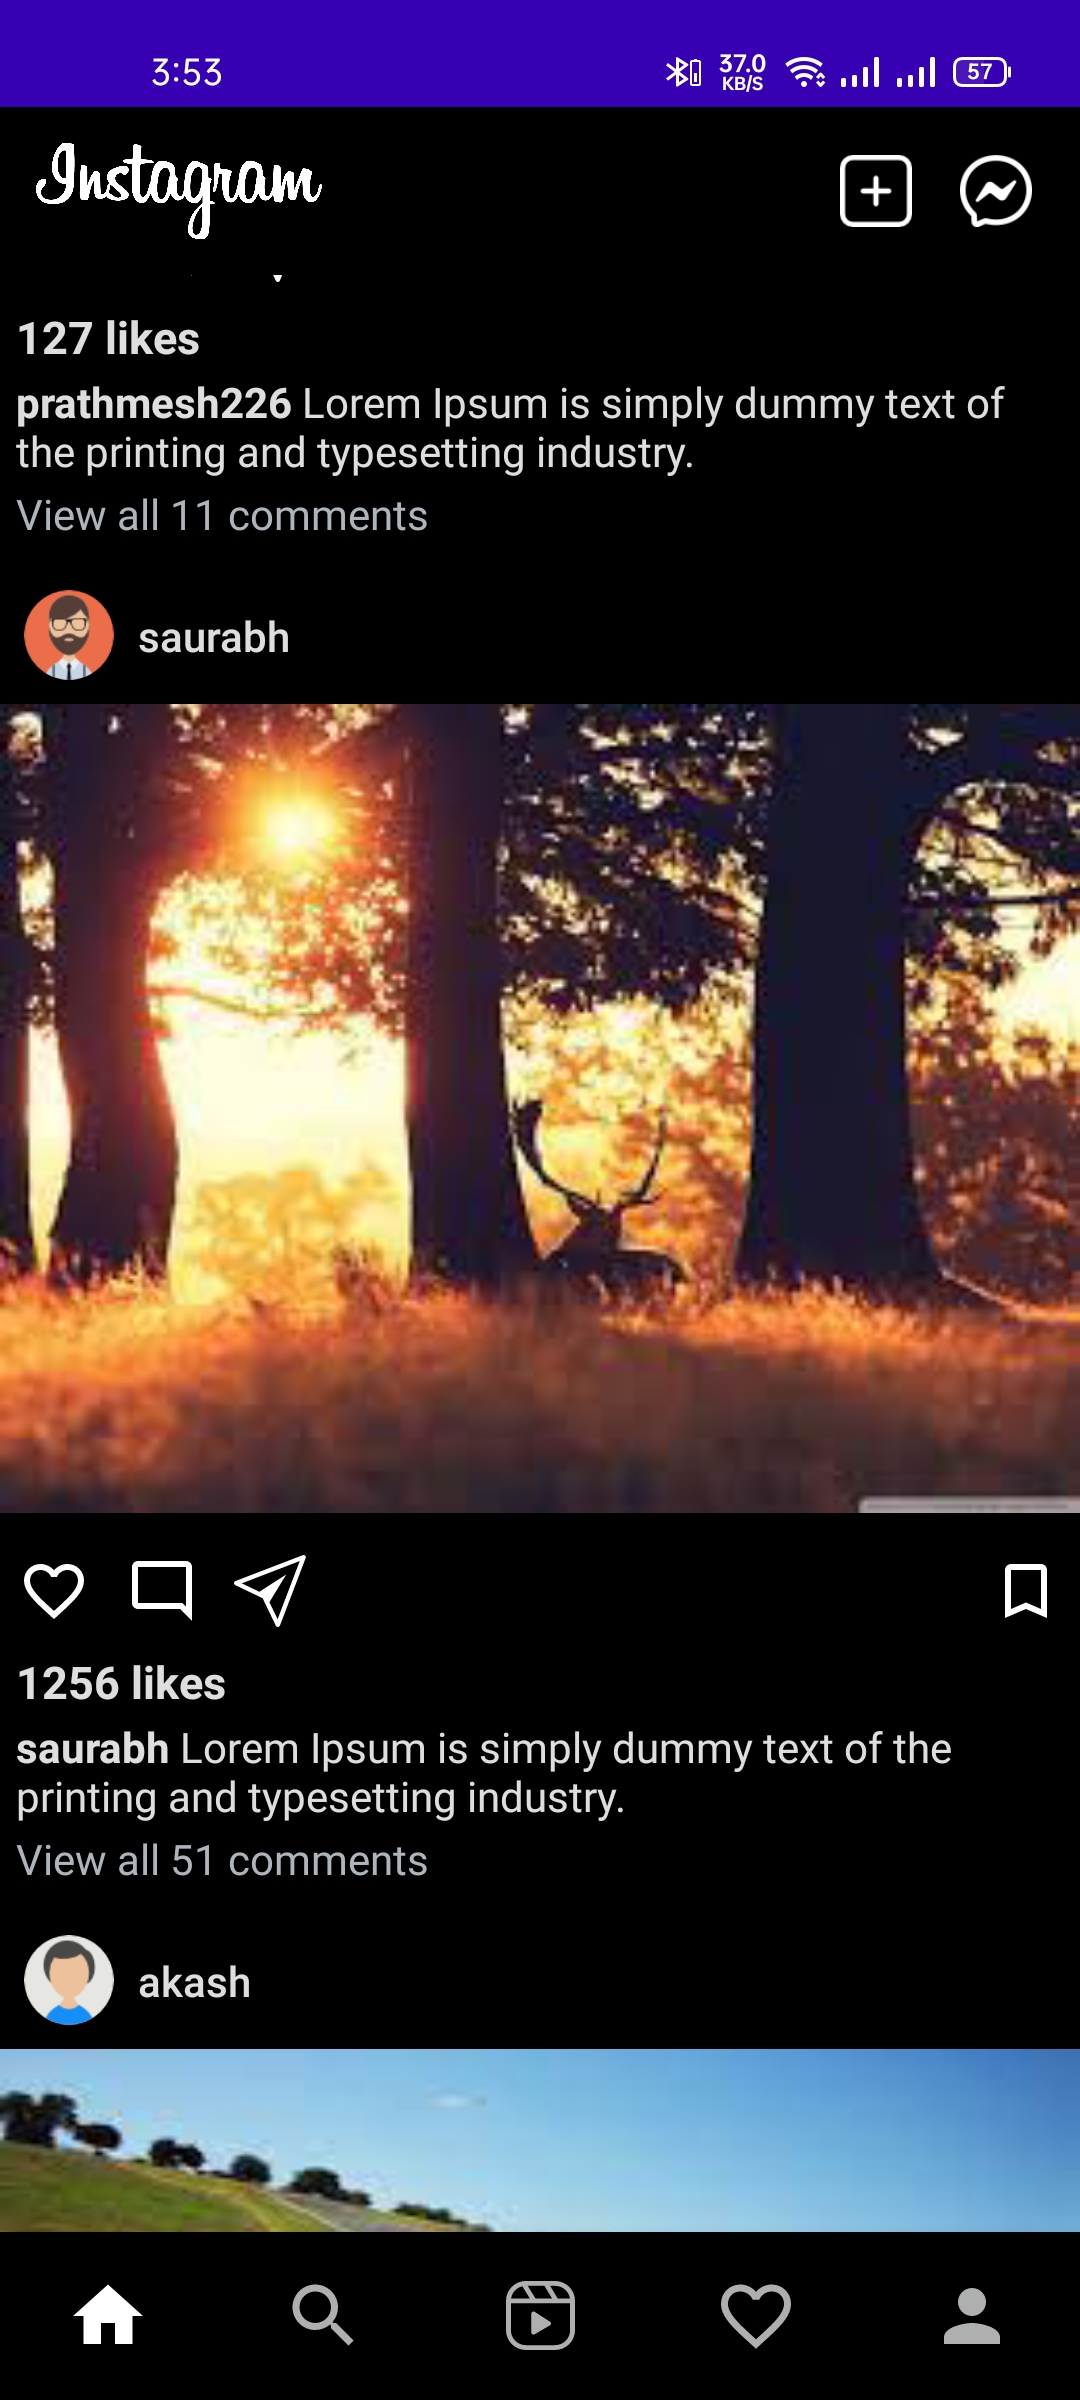 3:53
37.0
KB/S
57
Instagram
127 likes
prathmesh226 Lorem Ipsum is simply dummy text of
the printing and typesetting industry.
View all 11 comments
saurabh
1256 likes
saurabh Lorem Ipsum is simply dummy text of the
printing and typesetting industry.
View all 51 comments
akash